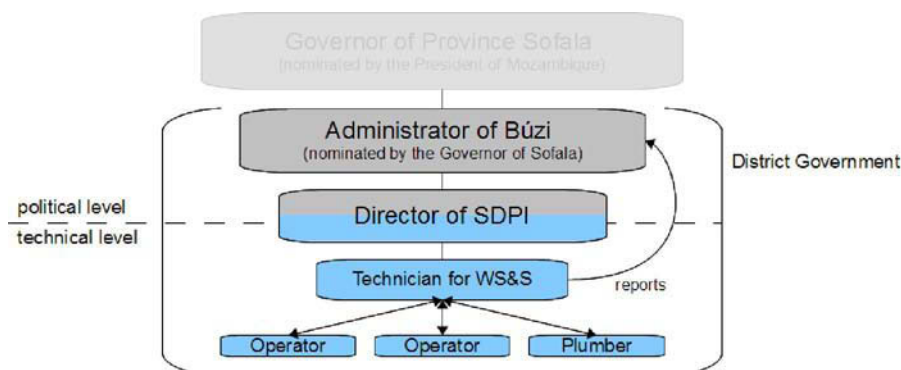 Governor of Province Sofala
(nominated by the President of Mozambique)
Administrator of Búzi
(nominated by the Governor of Sofala)
District Government
political level
Director of SDPI
technical level
Technician for WS&S
reports
Operator
Operator
Plumber